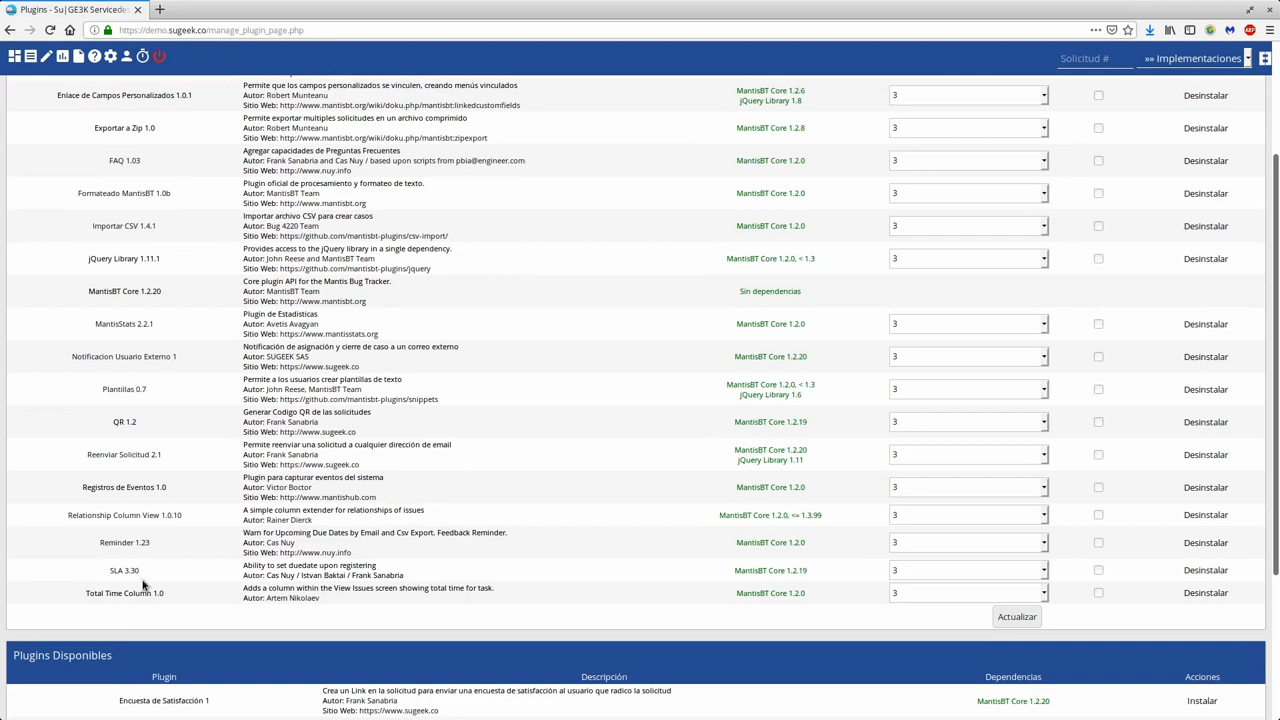 Plugins - Su|GE3K Servicedes
https://demo.sugeek.co/manage_plugin_page.php
ABP
Solicitud #
»» Implementaciones
Permite que los campos personalizados se vinculen, creando menús vinculados
Enlace de Campos Personalizados 1.0.1
Autor: Robert Munteanu
Sitio Web: http://www.mantisbt.org/wiki/doku.php/mantisbt:linkedcustomfields
MantisBT Core 1.2.6
jQuery Library 1.8
3
Desinstalar
Permite exportar multiples solicitudes en un archivo comprimido
Exportar a Zip 1.0
Autor: Robert Munteanu
Sitio Web: http://www.mantisbt.org/wiki/doku.php/mantisbt:zipexport
MantisBT Core 1.2.8
3
Desinstalar
Agregar capacidades de Preguntas Frecuentes
FAQ 1.03
Autor: Frank Sanabria and Cas Nuy / based upon scripts from pbia@engineer.com
Sitio Web: http://www.nuy.info
MantisBT Core 1.2.0
3
Desinstalar
Plugin oficial de procesamiento y formateo de texto.
Formateado MantisBT 1.0b
Autor: MantisBT Team
Sitio Web: http://www.mantisbt.org
MantisBT Core 1.2.0
3
Desinstalar
Importar archivo CSV para crear casos
Importar CSV 1.4.1
Autor: Bug 4220 Team
Sitio Web: https://github.com/mantisbt-plugins/csv-import/
MantisBT Core 1.2.0
3
Desinstalar
Provides access to the jQuery library in a single dependency.
jQuery Library 1.11.1
Autor: John Reese and MantisBT Team
Sitio Web: https://github.com/mantisbt-plugins/jquery
MantisBT Core 1.2.0, < 1.3
3
Desinstalar
Core plugin API for the Mantis Bug Tracker.
MantisBT Core 1.2.20
Autor: MantisBT Team
Sitio Web: http://www.mantisbt.org
Sin dependencias
Plugin de Estadisticas
MantisStats 2.2.1
Autor: Avetis Avagyan
Sitio Web: https://www.mantisstats.org
MantisBT Core 1.2.0
3
Desinstalar
Notificación de asignación y cierre de caso a un correo externo
Notificacion Usuario Externo 1
Autor: SUGEEK SAS
Sitio Web: https://www.sugeek.co
MantisBT Core 1.2.20
3
Desinstalar
Permite a los usuarios crear plantillas de texto
Plantillas 0.7
Autor: John Reese, MantisBT Team
Sitio Web: https://github.com/mantisbt-plugins/snippets
MantisBT Core 1.2.0, < 1.3
jQuery Library 1.6
3
Desinstalar
Generar Codigo QR de las solicitudes
QR 1.2
Autor: Frank Sanabria
Sitio Web: http://www.sugeek.co
MantisBT Core 1.2.19
3
Desinstalar
Permite reenviar una solicitud a cualquier dirección de email
Reenviar Solicitud 2.1
Autor: Frank Sanabria
Sitio Web: https://www.sugeek.co
MantisBT Core 1.2.20
jQuery Library 1.11
3
Desinstalar
Plugin para capturar eventos del sistema
Registros de Eventos 1.0
Autor: Victor Boctor
Sitio Web: http://www.mantishub.com
MantisBT Core 1.2.0
3
Desinstalar
A simple column extender for relationships of issues
Relationship Column View 1.0.10
Autor: Rainer Dierck
MantisBT Core 1.2.0, <= 1.3.99
3
Desinstalar
Warn for Upcoming Due Dates by Email and Csv Export. Feedback Reminder.
Reminder 1.23
Autor: Cas Nuy
Sitio Web: http://www.nuy.info
MantisBT Core 1.2.0
3
Desinstalar
Ability to set duedate upon registering
SLA 3.30
Autor: Cas Nuy / Istvan Baktai / Frank Sanabria
MantisBT Core 1.2.19
3
Desinstalar
Adds a column within the View Issues screen showing total time for task.
Total Time Column 1.0
Autor: Artem Nikolaev
MantisBT Core 1.2.0
3
Desinstalar
Actualizar
Plugins Disponibles
Plugin Descripción Dependencias Acciones
Crea un Link en la solicitud para enviar una encuesta de satisfacción al usuario que radico la solicitud
Encuesta de Satisfacción 1
Autor: Frank Sanabria
Sitio Web: https://www.sugeek.co
MantisBT Core 1.2.20
Instalar